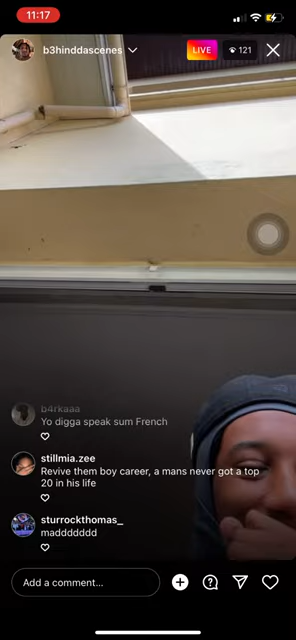 11:17
b3hinddascenes
LIVE
121
b4rkaaa
Yo digga speak sum French
stillmia.zee
Revive them boy career, a mans never got a top
20 in his life
sturrockthomas_
maddddddd
Add a comment...